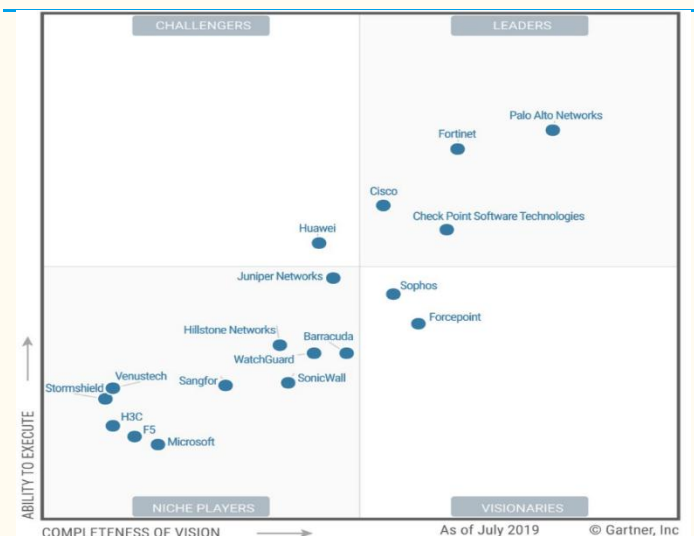 CHALLENGERS
LEADERS
Palo Alto Networks
Fortinet
Cisco
Check Point Software Technologies
Huawei
Juniper Networks
Sophos
Forcepoint
Hillstone Networks
Barracuda
WatchGuard
Venustech
Sangfor
SonicWall
Stormshield
H3C
F5
Microsoft
ABILITY TO EXECUTE
NICHE PLAYERS
VISIONARIES
COMPLETENESS OF VISION
As of July 2019
© Gartner, Inc